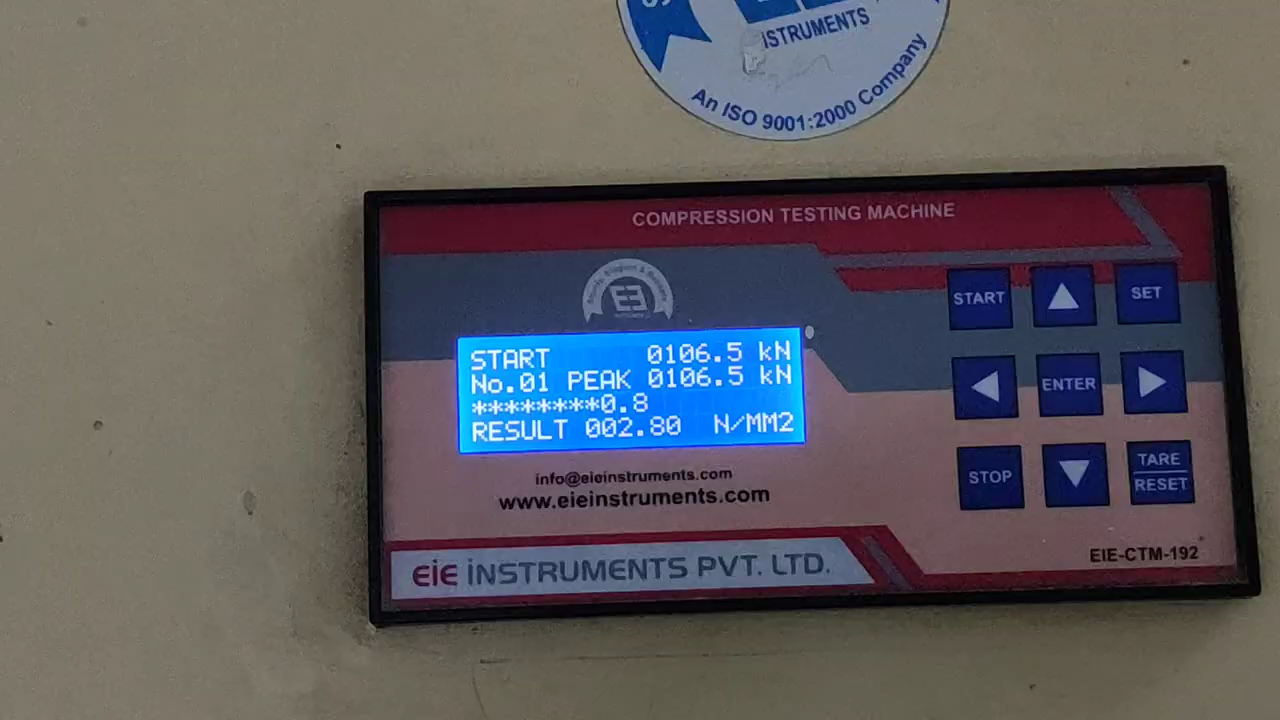 ISTRUMENTS
An ISO 9001:2000 Company
COMPRESSION TESTING MACHINE
START
SET
ENTER
STOP
TARE
RESET
START 0106.5 kN
No.01 PEAK 0106.5 kN
********0.8
RESULT 002.80 N/MM2
info@eieinstruments.com
www.eieinstruments.com
EIE-CTM-192
EiE INSTRUMENTS PVT. LTD.